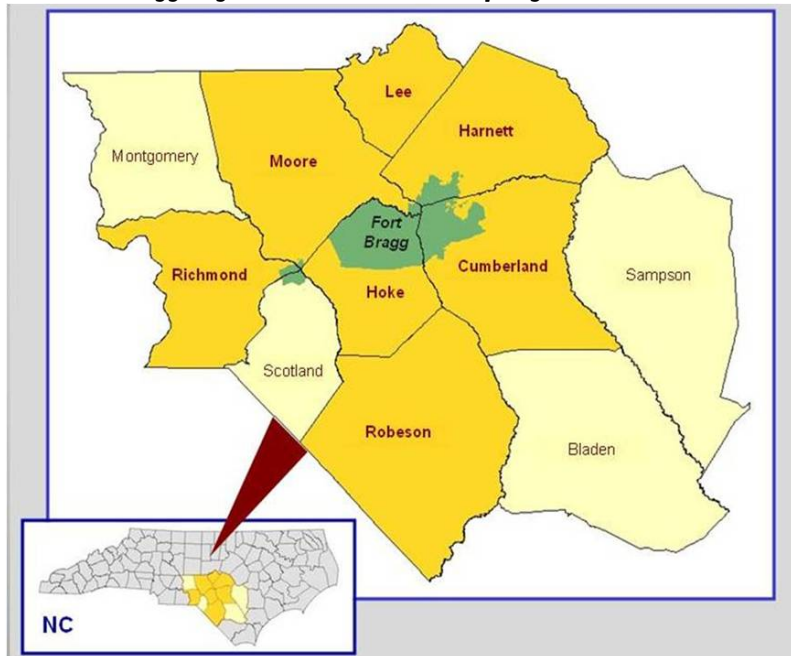 Lee
Harnett
Montgomery
Moore
Fort
Bragg
Richmond
Cumberland
Sampson
Hoke
Scotland
Robeson
Bladen
NC